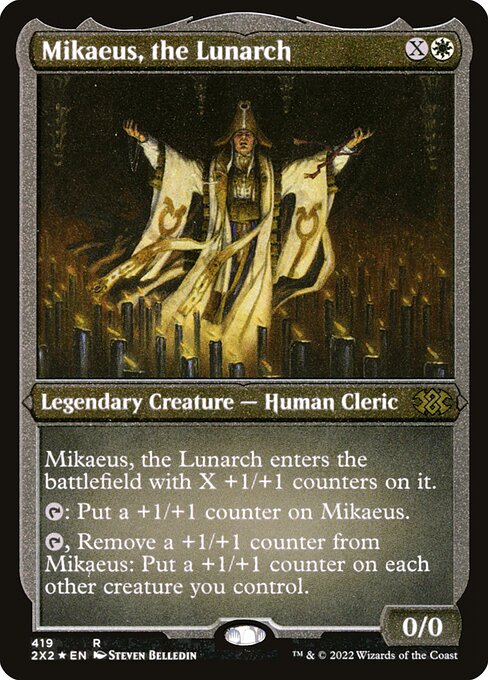 Mikaeus, the Lunarch X
Legendary Creature — Human Cleric
Mikaeus, the Lunarch enters the
battlefield with X +1/+1 counters on it.
: Put a +1/+1 counter on Mikaeus.
, Remove a +1/+1 counter from
Mikaeus: Put a +1/+1 counter on each
other creature you control.
0/0
419 R
2X2 ★ EN Steven Belledin
™ & © 2022 Wizards of the Coast